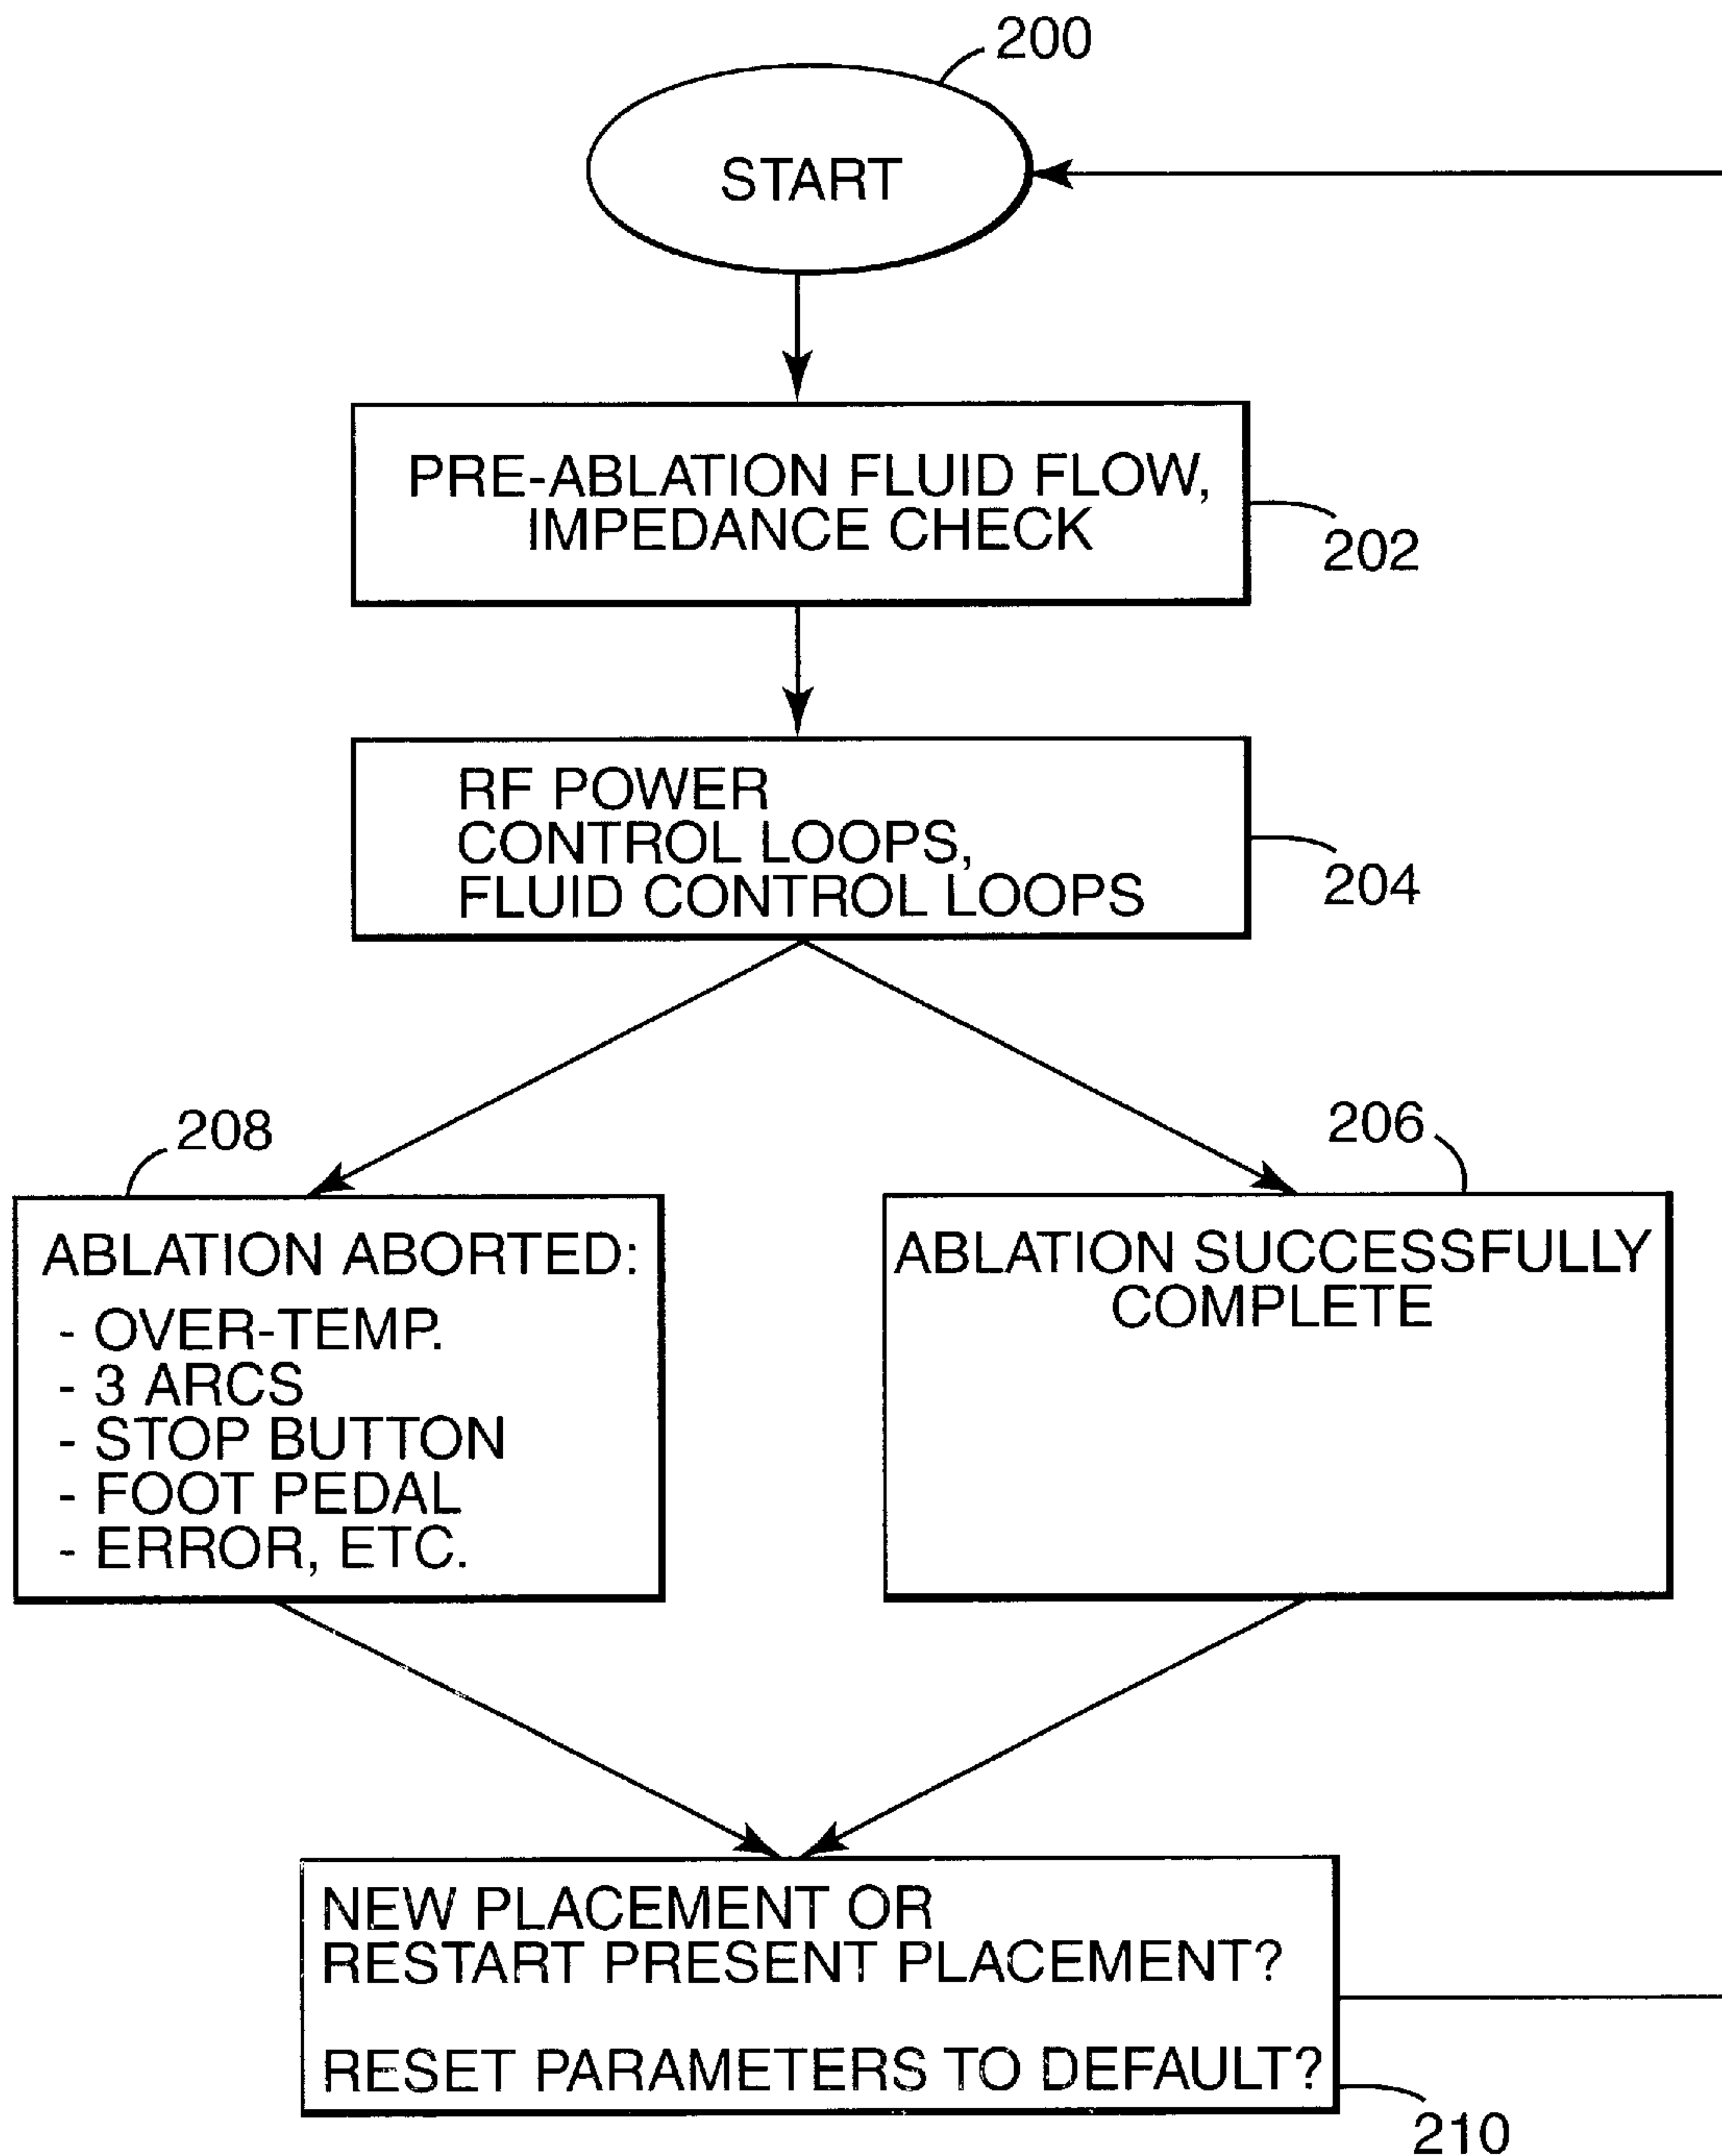 200
START
PRE-ABLATION FLUID FLOW,
IMPEDANCE CHECK
202
RF POWER
CONTROL LOOPS,
FLUID CONTROL LOOPS
204
208
ABLATION ABORTED:
- OVER-TEMP.
- 3 ARCS
- STOP BUTTON
- FOOT PEDAL
- ERROR, ETC.
206
ABLATION SUCCESSFULLY
COMPLETE
NEW PLACEMENT OR
RESTART PRESENT PLACEMENT?
RESET PARAMETERS TO DEFAULT?
210